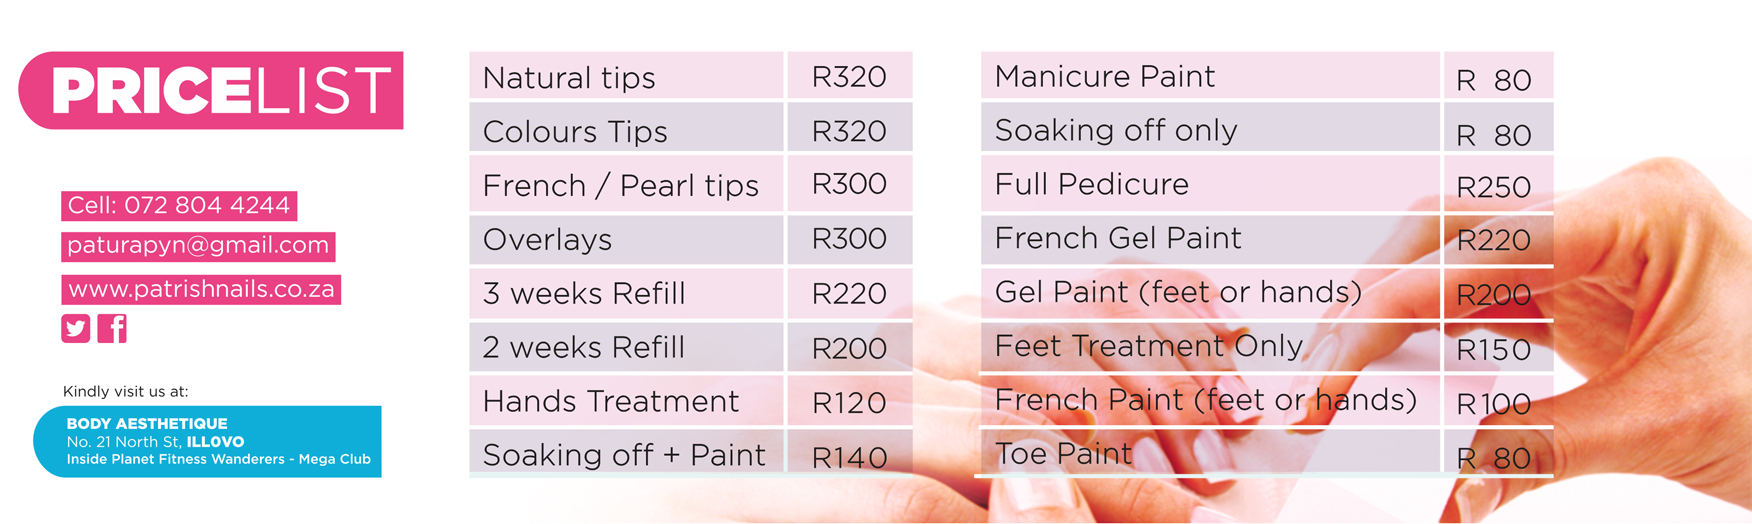 PRICELIST
Cell: 072 804 4244
paturapyn@gmail.com
www.patrishnails.co.za
Kindly visit us at:
BODY AESTHETIQUE
No. 21 North St, ILLOVO
Inside Planet Fitness Wanderers - Mega Club
Natural tips R320
Colours Tips R320
French / Pearl tips R300
Overlays R300
3 weeks Refill R220
2 weeks Refill R200
Hands Treatment R120
Soaking off + Paint R140
Manicure Paint R 80
Soaking off only R 80
Full Pedicure R250
French Gel Paint R220
Gel Paint (feet or hands) R200
Feet Treatment Only R150
French Paint (feet or hands) R100
Toe Paint R 80